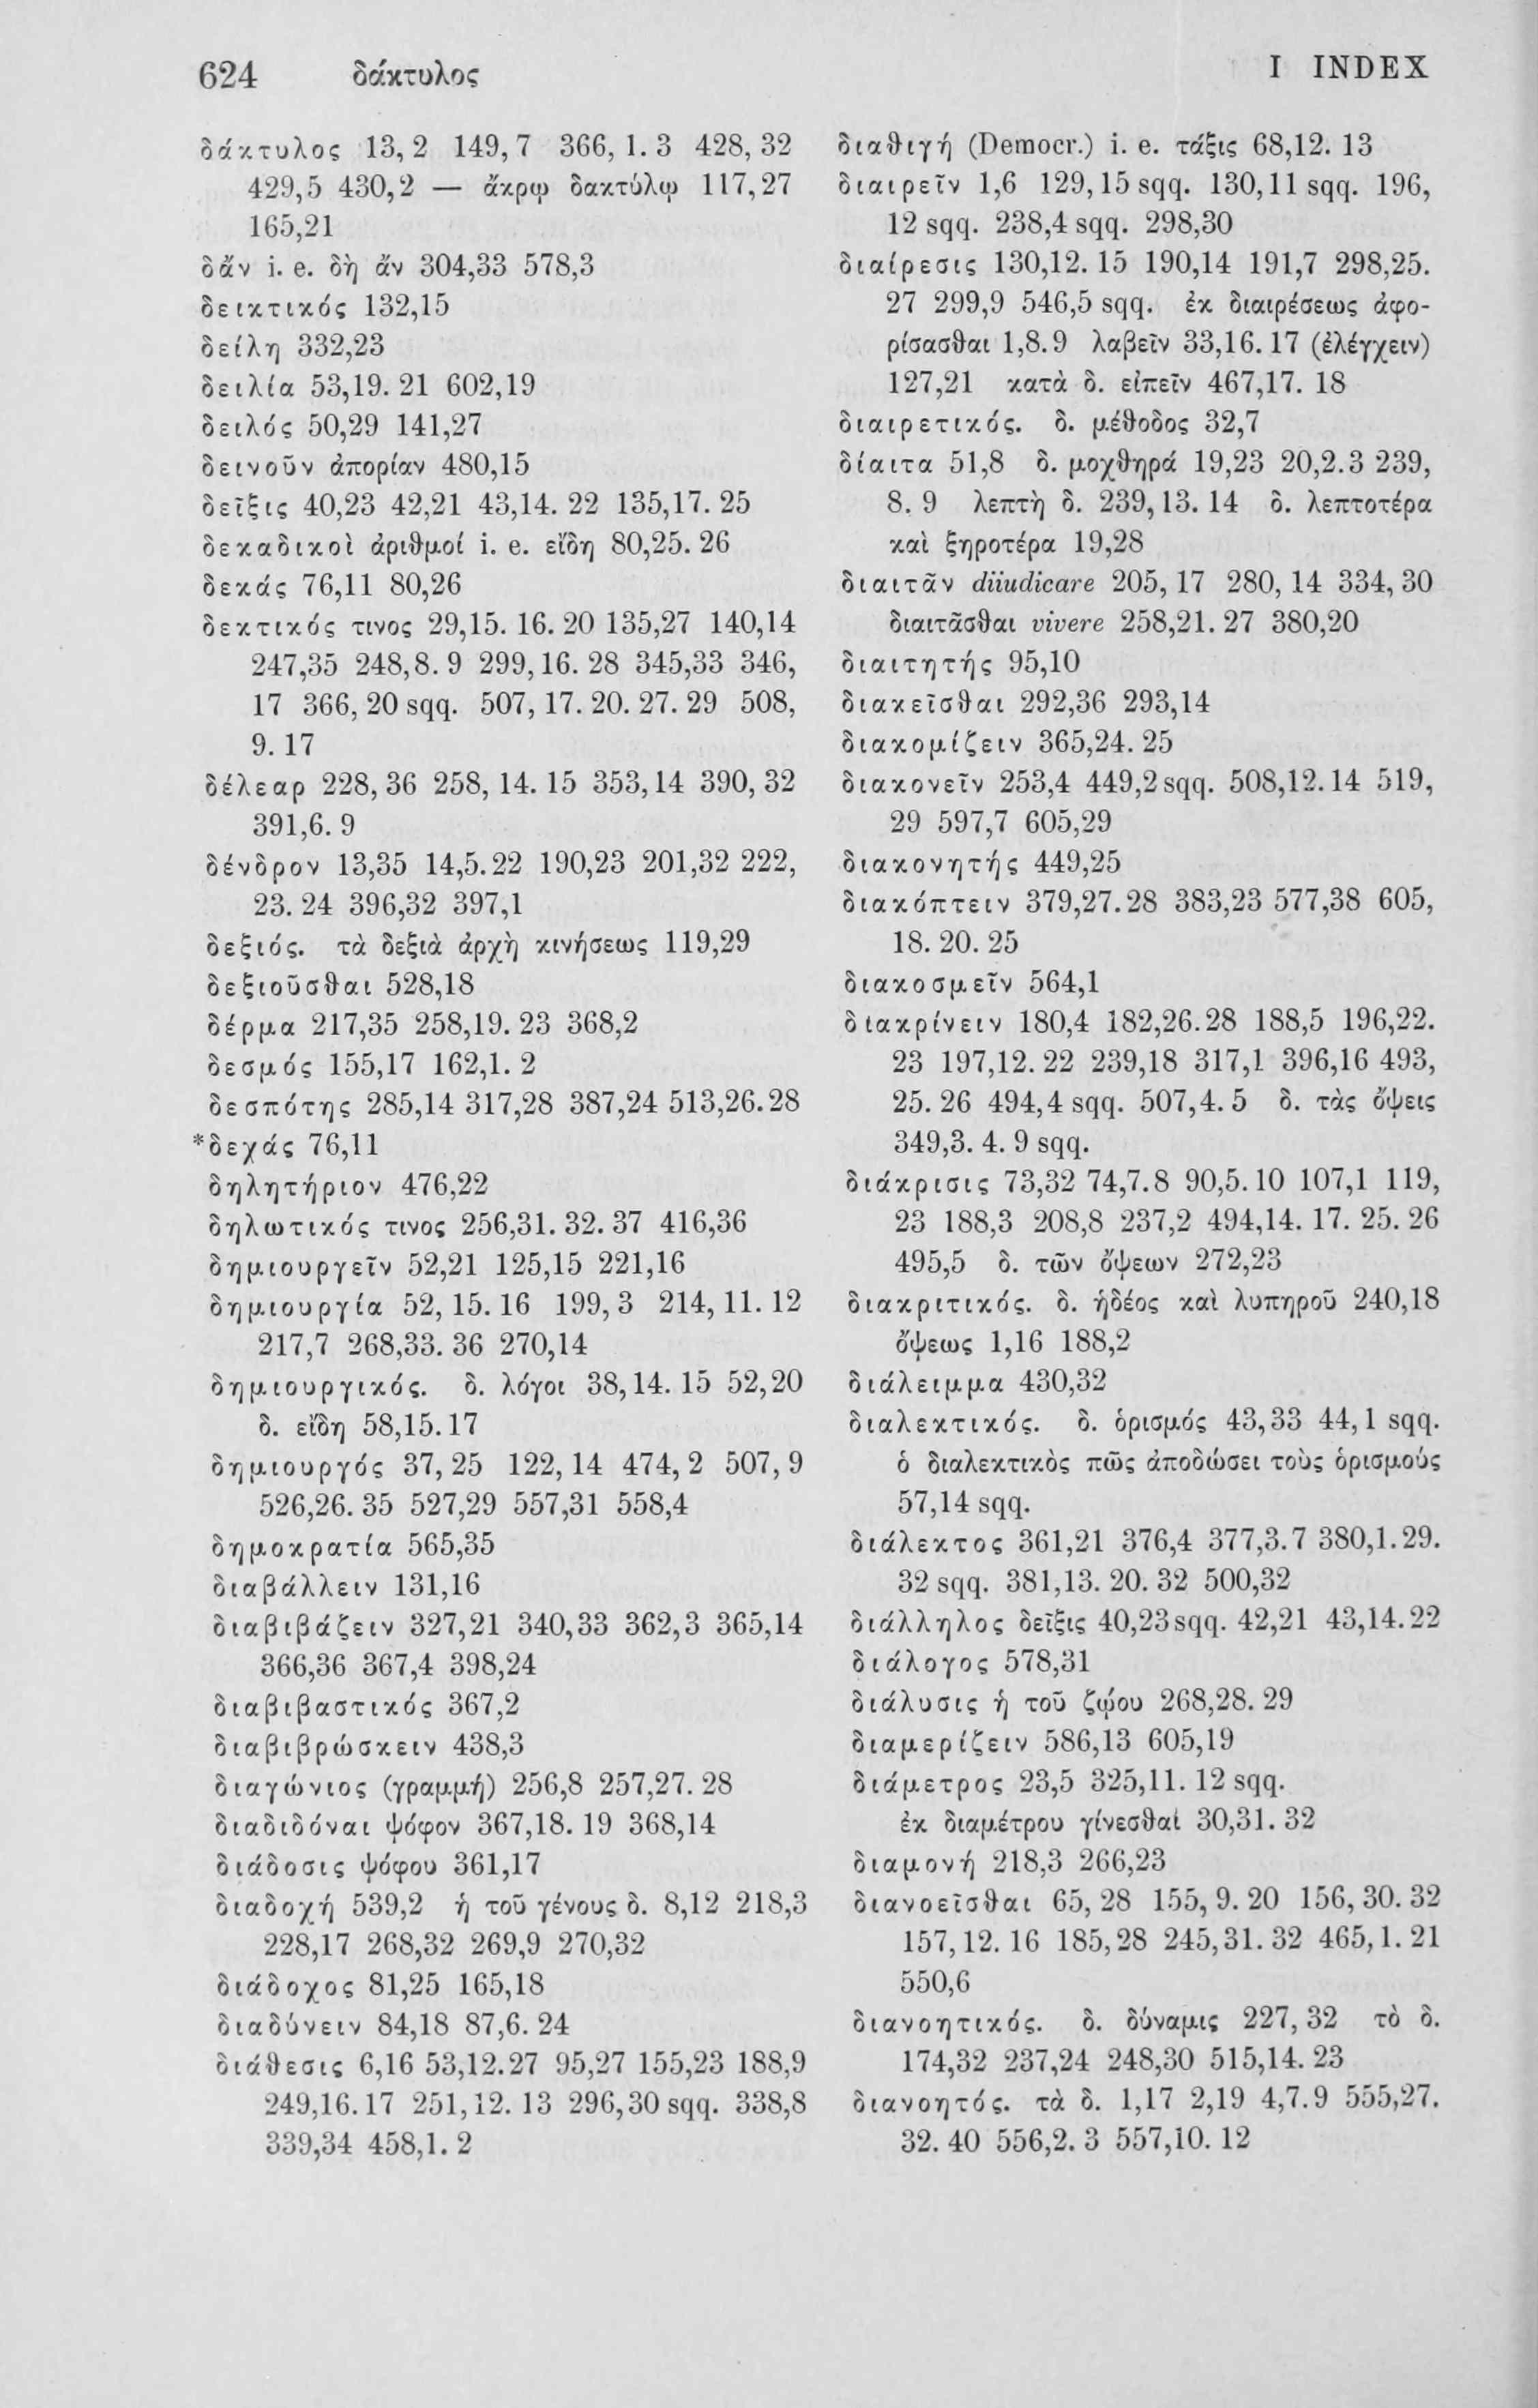 624 δάκτυλος I INDEX
δάκτυλος 13, 2 149, 7 366, 1. 3 428, 32
429,5 430,2 — ἄκρῳ δακτύλῳ 117,27
165,21
δἄν i. e. δὴ ἄν 304,33 578,3
δεικτικός 132,15
δείλη 332,23
δειλία 53,19. 21 602,19
δειλός 50,29 141,27
δεινοῦν ἀπορίαν 480,15
δεῖξις 40,23 42,21 43,14. 22 135,17. 25
δεκαδικοὶ ἀριθμοί i. e. εἴδη 80,25. 26
δεκάς 76,11 80,26
δεκτικός τινος 29,15. 16. 20 135,27 140,14
247,35 248,8. 9 299,16. 28 345,33 346,
17 366, 20 sqq. 507, 17. 20. 27. 29 508,
9. 17
δέλεαρ 228, 36 258, 14. 15 353,14 390, 32
391,6. 9
δένδρον 13,35 14,5. 22 190,23 201,32 222,
23. 24 396,32 397,1
δεξιός. τὰ δεξιὰ ἀρχὴ κινήσεως 119,29
δεξιοῦσθαι 528,18
δέρμα 217,35 258,19. 23 368,2
δεσμός 155,17 162,1. 2
δεσπότης 285,14 317,28 387,24 513,26. 28
*δεχάς 76,11
δηλητήριον 476,22
δηλωτικός τινος 256,31. 32. 37 416,36
δημιουργεῖν 52,21 125,15 221,16
δημιουργία 52, 15. 16 199, 3 214, 11. 12
217,7 268,33. 36 270,14
δημιουργικός. δ. λόγοι 38,14. 15 52,20
δ. εἴδη 58,15. 17
δημιουργός 37, 25 122, 14 474, 2 507, 9
526,26. 35 527,29 557,31 558,4
δημοκρατία 565,35
διαβάλλειν 131,16
διαβιβάζειν 327,21 340,33 362,3 365,14
366,36 367,4 398,24
διαβιβαστικός 367,2
διαβιβρώσκειν 438,3
διαγώνιος (γραμμή) 256,8 257,27. 28
διαδιδόναι ψόφον 367,18. 19 368,14
διάδοσις ψόφου 361,17
διαδοχή 539,2 ἡ τοῦ γένους δ. 8,12 218,3
228,17 268,32 269,9 270,32
διάδοχος 81,25 165,18
διαδύνειν 84,18 87,6. 24
διάθεσις 6,16 53,12. 27 95,27 155,23 188,9
249,16. 17 251,12. 13 296,30 sqq. 338,8
339,34 458,1. 2
διαθιγή (Democr.) i. e. τάξις 68,12. 13
διαιρεῖν 1,6 129,15 sqq. 130,11 sqq. 196,
12 sqq. 238,4 sqq. 298,30
διαίρεσις 130,12. 15 190,14 191,7 298,25.
27 299,9 546,5 sqq. ἐκ διαιρέσεως ἀφο-
ρίσασθαι 1,8. 9 λαβεῖν 33,16. 17 (ἐλέγχειν)
127,21 κατὰ δ. εἰπεῖν 467,17. 18
διαιρετικός. δ. μέθοδος 32,7
δίαιτα 51,8 δ. μοχθηρά 19,23 20,2. 3 239,
8. 9 λεπτὴ δ. 239, 13. 14 δ. λεπτοτέρα
καὶ ξηροτέρα 19,28
διαιτᾶν diiudicare 205, 17 280, 14 334, 30
διαιτᾶσθαι vivere 258,21. 27 380,20
διαιτητής 95,10
διακεῖσθαι 292,36 293,14
διακομίζειν 365,24. 25
διακονεῖν 253,4 449,2 sqq. 508,12. 14 519,
29 597,7 605,29
διακονητής 449,25
διακόπτειν 379,27. 28 383,23 577,38 605,
18. 20. 25
διακοσμεῖν 564,1
διακρίνειν 180,4 182,26. 28 188,5 196,22.
23 197,12. 22 239,18 317,1 396,16 493,
25. 26 494,4 sqq. 507,4. 5 δ. τὰς ὄψεις
349,3. 4. 9 sqq.
διάκρισις 73,32 74,7. 8 90,5. 10 107,1 119,
23 188,3 208,8 237,2 494,14. 17. 25. 26
495,5 δ. τῶν ὄψεων 272,23
διακριτικός. δ. ἡδέος καὶ λυπηροῦ 240,18
ὄψεως 1,16 188,2
διάλειμμα 430,32
διαλεκτικός. δ. ὁρισμός 43,33 44,1 sqq.
ὁ διαλεκτικὸς πῶς ἀποδώσει τοὺς ὁρισμούς
57,14 sqq.
διάλεκτος 361,21 376,4 377,3. 7 380,1. 29.
32 sqq. 381,13. 20. 32 500,32
διάλληλος δεῖξις 40,23 sqq. 42,21 43,14. 22
διάλογος 578,31
διάλυσις ἡ τοῦ ζῴου 268,28. 29
διαμερίζειν 586,13 605,19
διάμετρος 23,5 325,11. 12 sqq.
ἐκ διαμέτρου γίνεσθαί 30,31. 32
διαμονή 218,3 266,23
διανοεῖσθαι 65, 28 155, 9. 20 156, 30. 32
157, 12. 16 185,28 245,31. 32 465,1. 21
550,6
διανοητικός. δ. δύναμις 227, 32 τὸ δ.
174,32 237,24 248,30 515,14. 23
διανοητός. τὰ δ. 1,17 2,19 4,7. 9 555,27.
32. 40 556,2. 3 557,10. 12